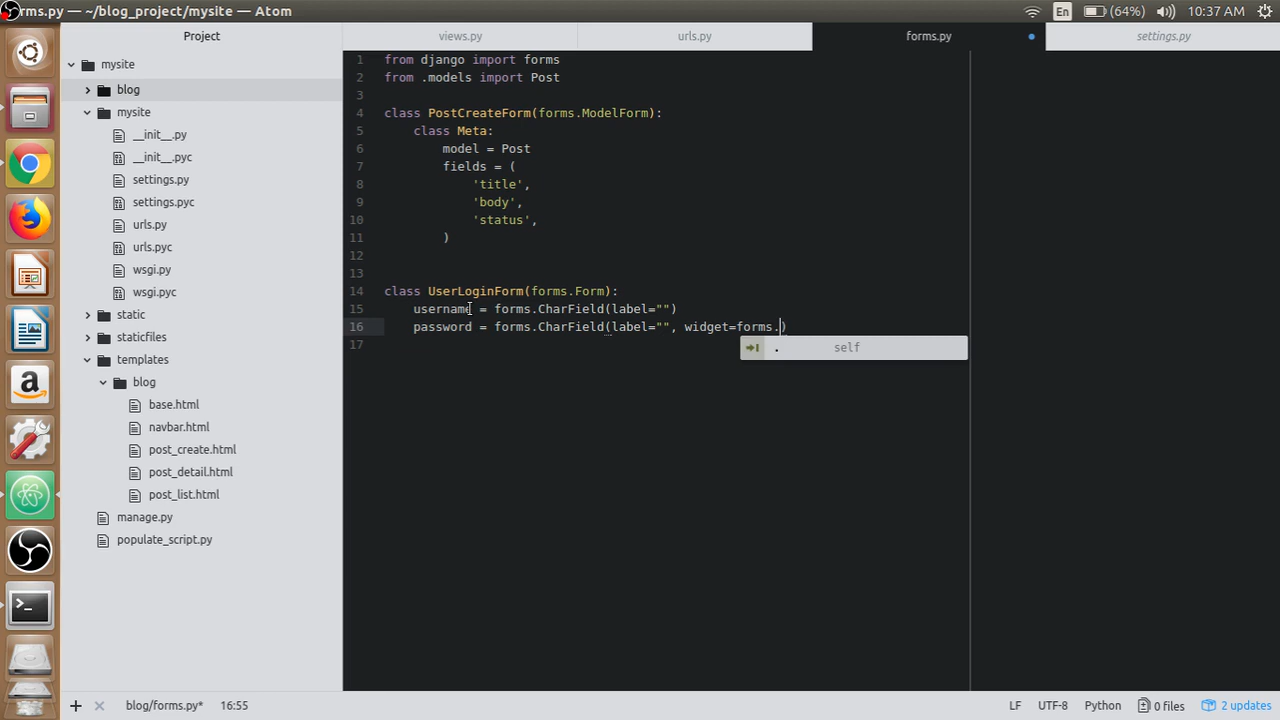 rms.py — ~/blog_project/mysite — Atom
En
(64%)
10:37 AM
Project
views.py
urls.py
forms.py
settings.py
mysite
blog
mysite
__init__.py
__init__.pyc
settings.py
settings.pyc
urls.py
urls.pyc
wsgi.py
wsgi.pyc
static
staticfiles
templates
blog
base.html
navbar.html
post_create.html
post_detail.html
post_list.html
manage.py
populate_script.py
1 from django import forms
2 from .models import Post
3
4 class PostCreateForm(forms.ModelForm):
5 class Meta:
6 model = Post
7 fields = (
8 'title',
9 'body',
10 'status',
11 )
12
13
14 class UserLoginForm(forms.Form):
15 username = forms.CharField(label="")
16 password = forms.CharField(label="", widget=forms.)
. self
17
blog/forms.py* 16:55
LF UTF-8 Python 0 files 2 updates